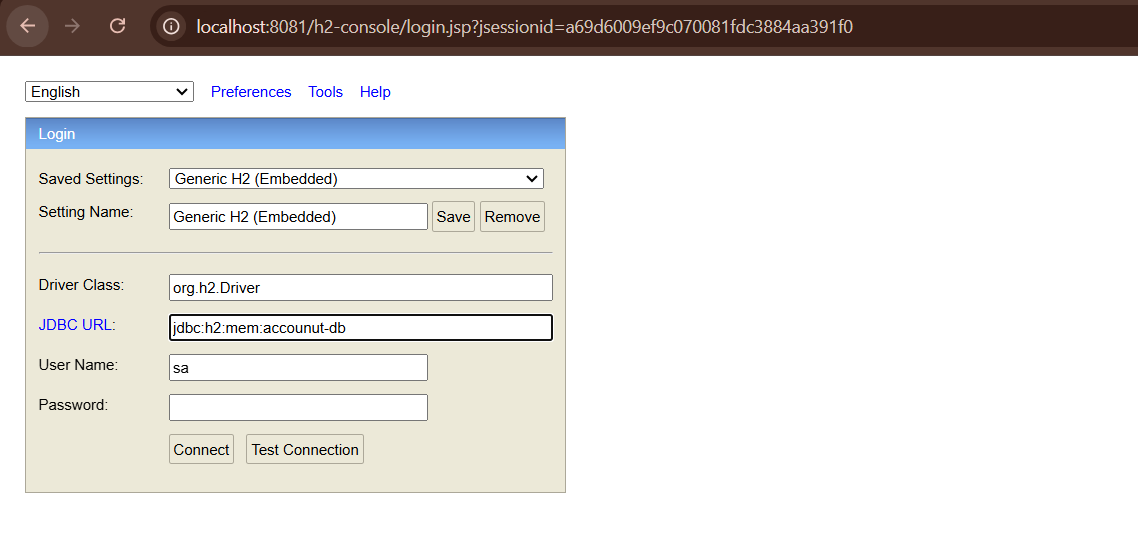 localhost:8081/h2-console/login.jsp?jsessionid=a69d6009ef9c070081fdc3884aa391f0
English Preferences Tools Help
Login
Saved Settings: Generic H2 (Embedded)
Setting Name: Generic H2 (Embedded) Save Remove
Driver Class: org.h2.Driver
JDBC URL: jdbc:h2:mem:accounut-db
User Name: sa
Password:
Connect Test Connection